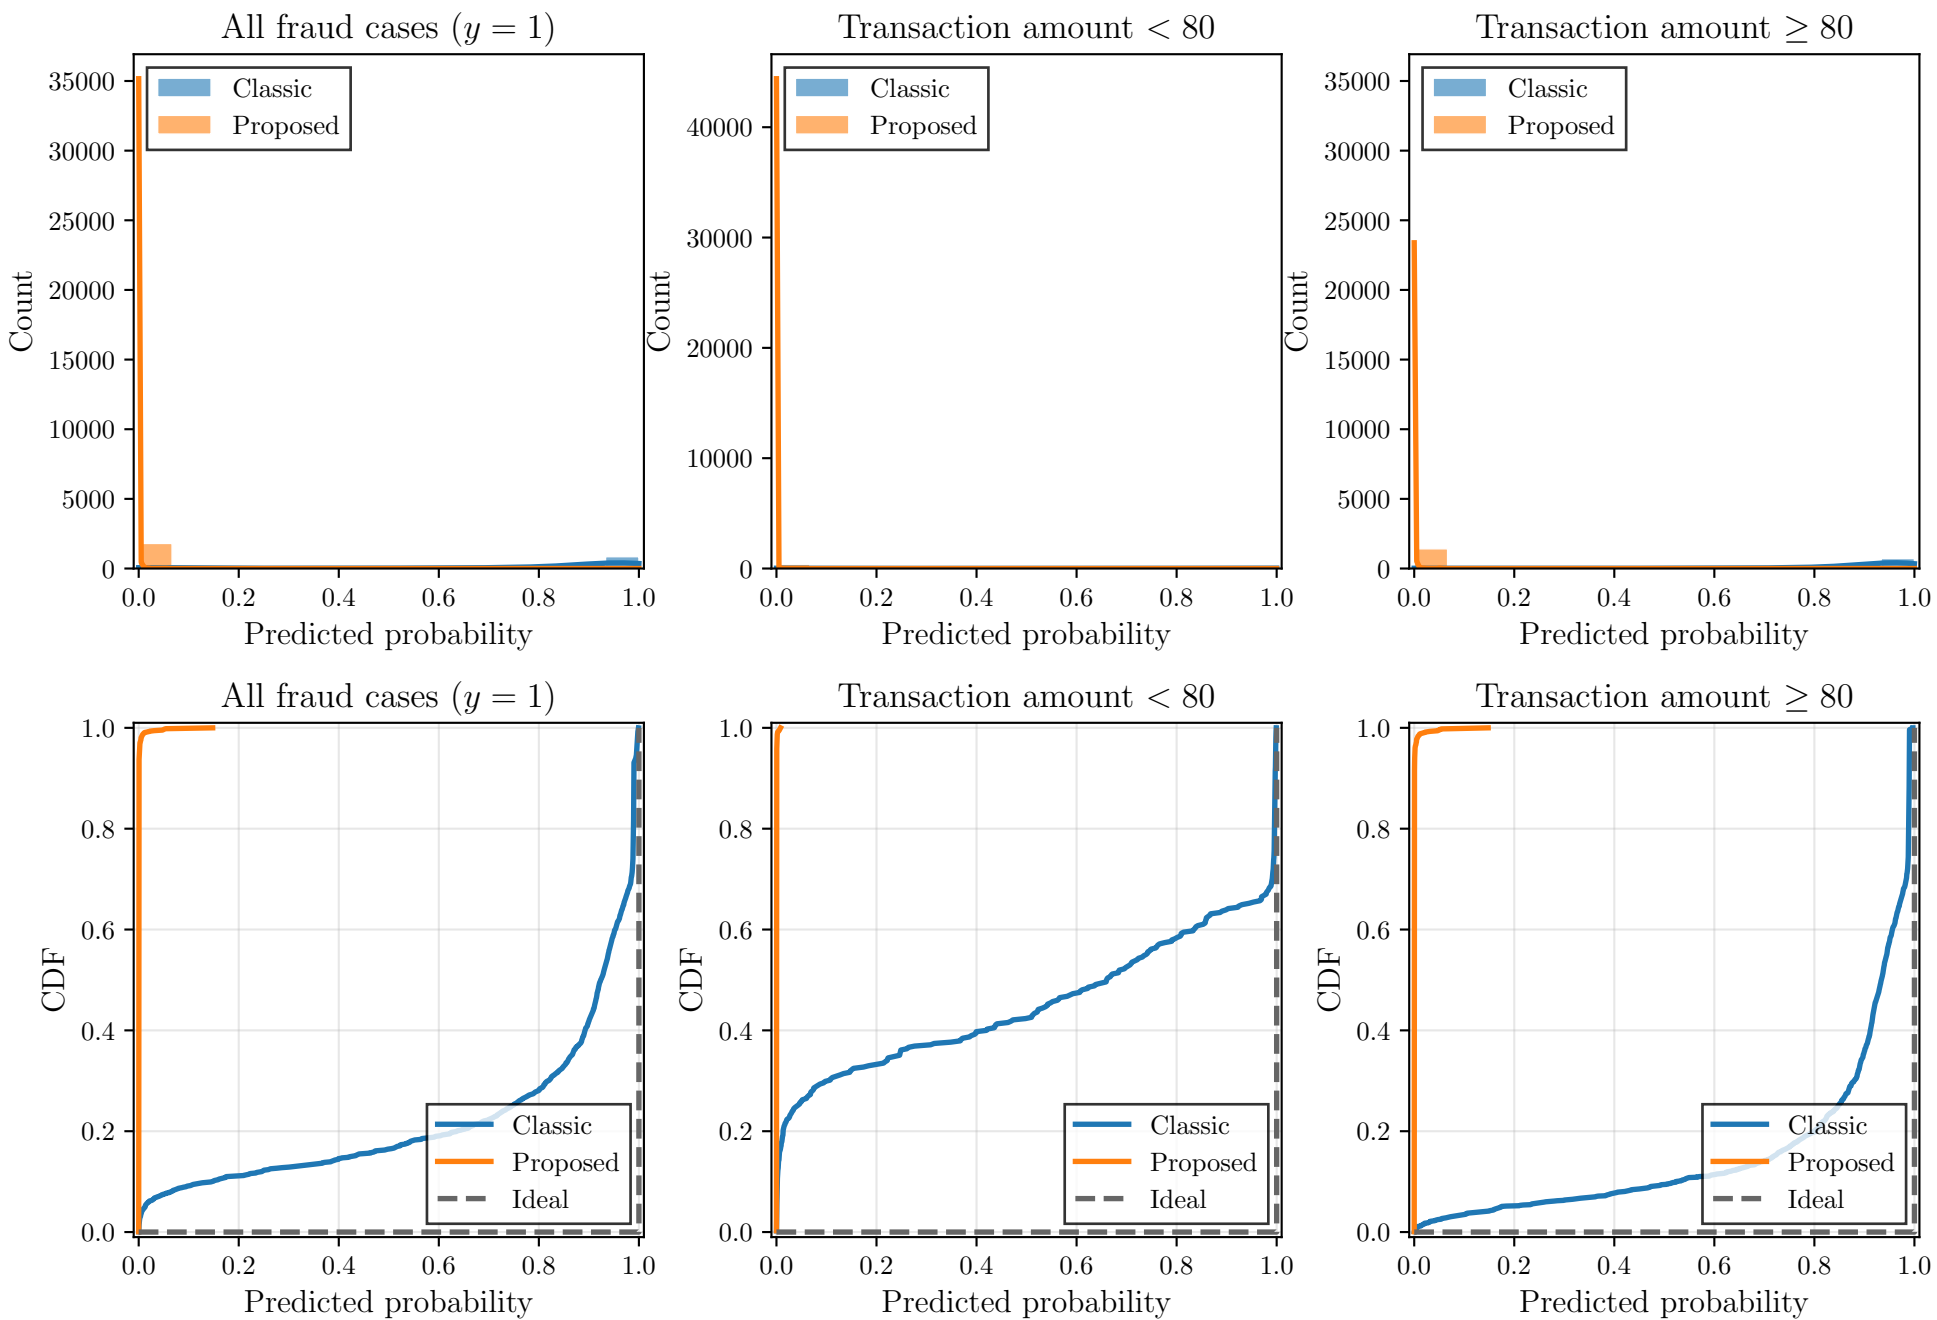 All fraud cases (y = 1)
Classic
Proposed
35000
30000
25000
20000
15000
10000
5000
0
Count
0.0 0.2 0.4 0.6 0.8 1.0
Predicted probability
Transaction amount < 80
Classic
Proposed
40000
30000
20000
10000
0
Count
0.0 0.2 0.4 0.6 0.8 1.0
Predicted probability
Transaction amount ≥ 80
Classic
Proposed
35000
30000
25000
20000
15000
10000
5000
0
Count
0.0 0.2 0.4 0.6 0.8 1.0
Predicted probability
All fraud cases (y = 1)
1.0
0.8
0.6
0.4
0.2
0.0
CDF
Classic
Proposed
Ideal
0.0 0.2 0.4 0.6 0.8 1.0
Predicted probability
Transaction amount < 80
1.0
0.8
0.6
0.4
0.2
0.0
CDF
Classic
Proposed
Ideal
0.0 0.2 0.4 0.6 0.8 1.0
Predicted probability
Transaction amount ≥ 80
1.0
0.8
0.6
0.4
0.2
0.0
CDF
Classic
Proposed
Ideal
0.0 0.2 0.4 0.6 0.8 1.0
Predicted probability